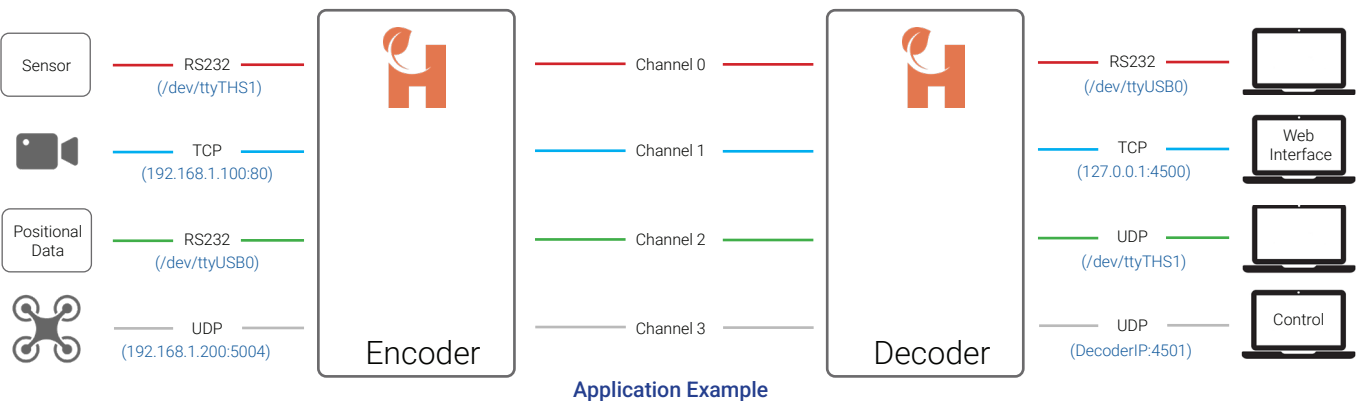 Sensor
RS232
(/dev/ttyTHS1)
H
Channel 0
H
RS232
(/dev/ttyUSB0)
TCP
(192.168.1.100:80)
Channel 1
TCP
(127.0.0.1:4500)
Web
Interface
Positional
Data
RS232
(/dev/ttyUSB0)
Channel 2
UDP
(/dev/ttyTHS1)
UDP
(192.168.1.200:5004)
Encoder
Channel 3
Decoder
UDP
(DecoderIP:4501)
Control
Application Example